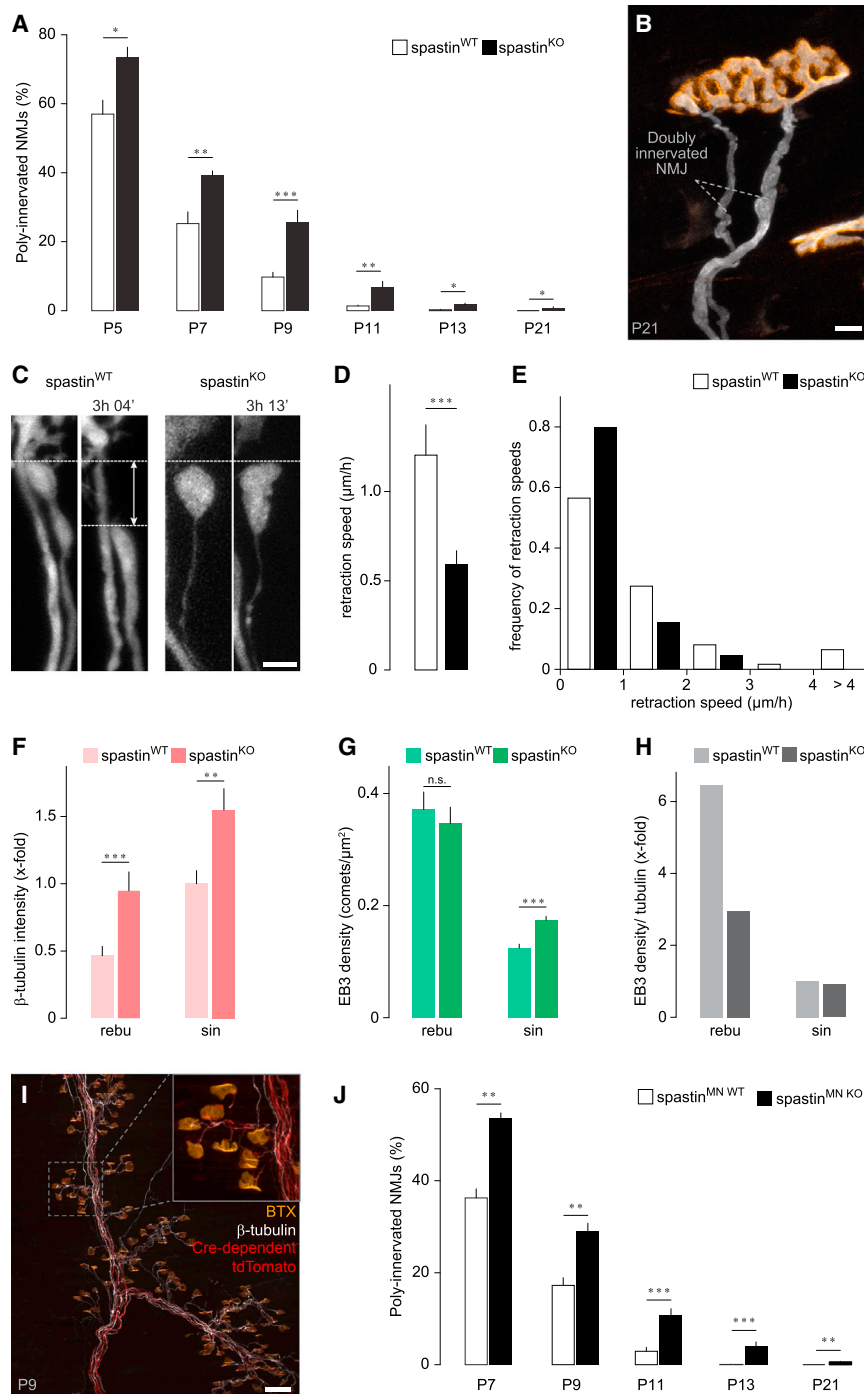 A
spastinWT spastinKO
Poly-innervated NMJs (%)
80
60
40
20
0
* ** *** ** * *
P5 P7 P9 P11 P13 P21
B
Doubly
innervated
NMJ
P21
C
spastinWT spastinKO
3h 04' 3h 13'
D
***
retraction speed (µm/h)
1.0
0.5
0
E
spastinWT spastinKO
frequency of retraction speeds
0.8
0.6
0.4
0.2
0
0 1 2 3 4 > 4
retraction speed (µm/h)
F
spastinWT spastinKO
β-tubulin intensity (x-fold)
1.5
1.0
0.5
0
*** **
rebu sin
G
spastinWT spastinKO
EB3 density (comets/µm²)
0.4
0.2
0
n.s. ***
rebu sin
H
spastinWT spastinKO
EB3 density/ tubulin (x-fold)
6
4
2
0
rebu sin
I
BTX
β-tubulin
Cre-dependent
tdTomato
P9
J
spastinMN WT spastinMN KO
Poly-innervated NMJs (%)
60
40
20
0
** ** *** *** **
P7 P9 P11 P13 P21